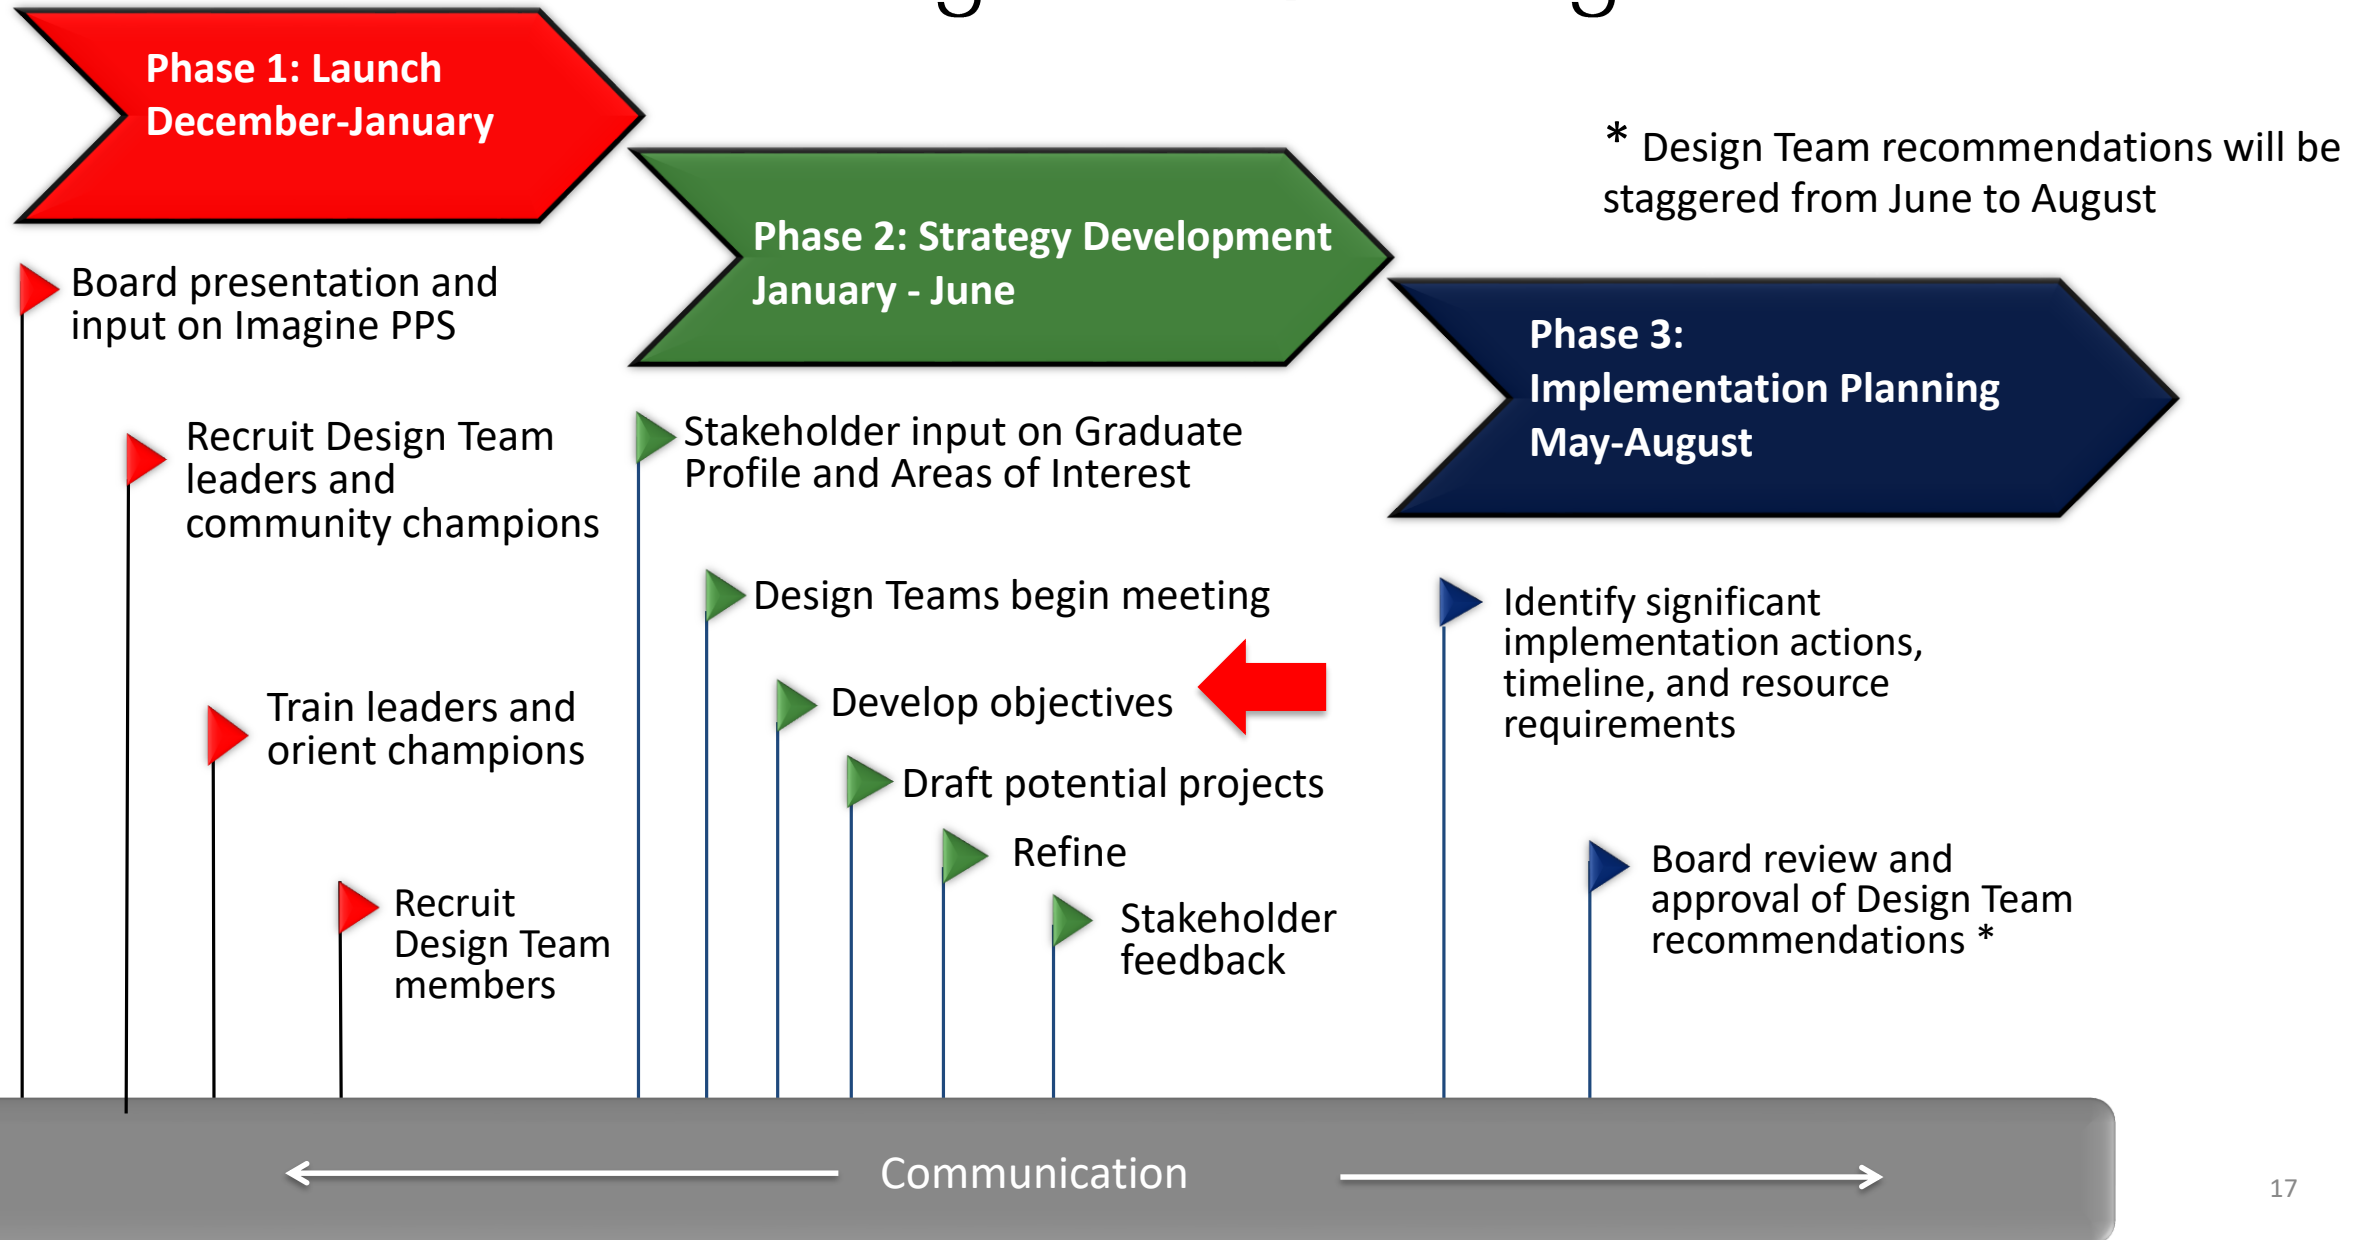 Phase 1: Launch
December-January
* Design Team recommendations will be
staggered from June to August
Phase 2: Strategy Development
January - June
Phase 3:
Implementation Planning
May-August
Board presentation and
input on Imagine PPS
Recruit Design Team
leaders and
community champions
Train leaders and
orient champions
Recruit
Design Team
members
Stakeholder input on Graduate
Profile and Areas of Interest
Design Teams begin meeting
Develop objectives
Draft potential projects
Refine
Stakeholder
feedback
Identify significant
implementation actions,
timeline, and resource
requirements
Board review and
approval of Design Team
recommendations *
Communication
17